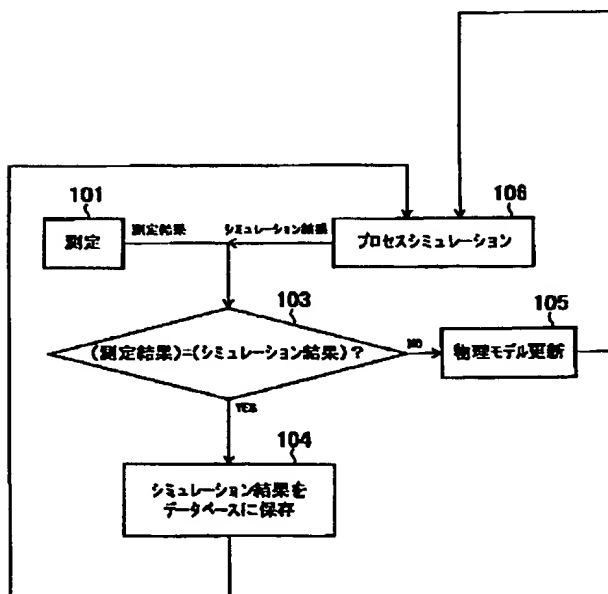 106
101
測定結果
シミュレーション結果
測定
プロセスシミュレーション
103
105
(測定結果)=(シミュレーション結果)?
NO
物理モデル更新
YES
104
シミュレーション結果を
データベースに保存